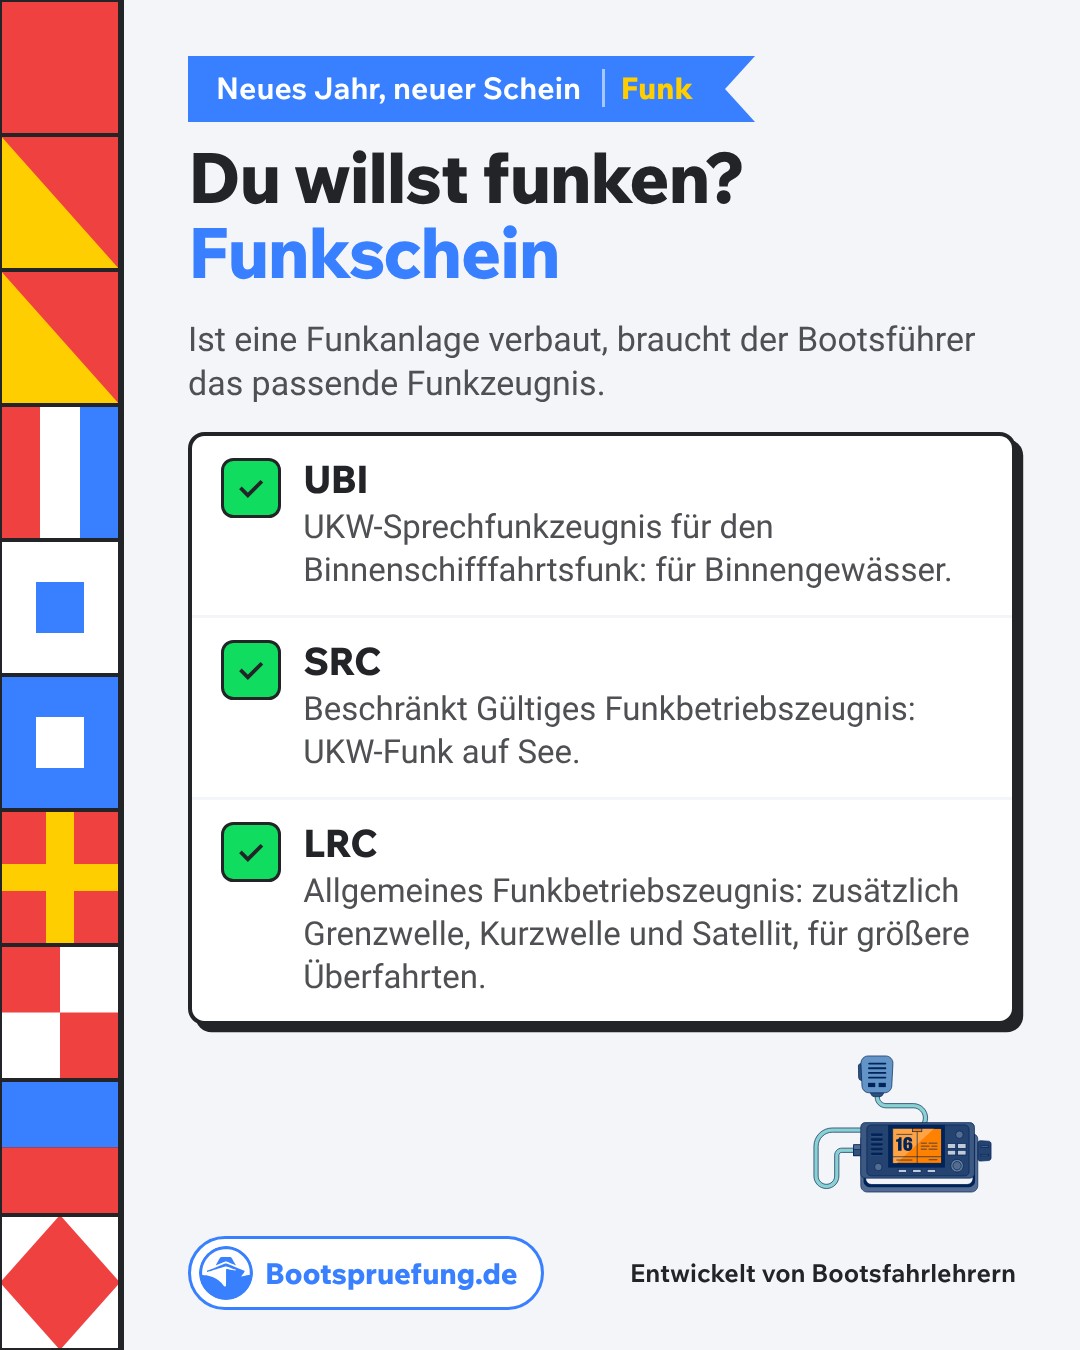 Neues Jahr, neuer Schein | Funk
Du willst funken?
Funkschein
Ist eine Funkanlage verbaut, braucht der Bootsführer
das passende Funkzeugnis.
UBI
UKW-Sprechfunkzeugnis für den
Binnenschifffahrtsfunk: für Binnengewässer.
SRC
Beschränkt Gültiges Funkbetriebszeugnis:
UKW-Funk auf See.
LRC
Allgemeines Funkbetriebszeugnis: zusätzlich
Grenzwelle, Kurzwelle und Satellit, für größere
Überfahrten.
16
Bootspruefung.de
Entwickelt von Bootsfahrlehrern